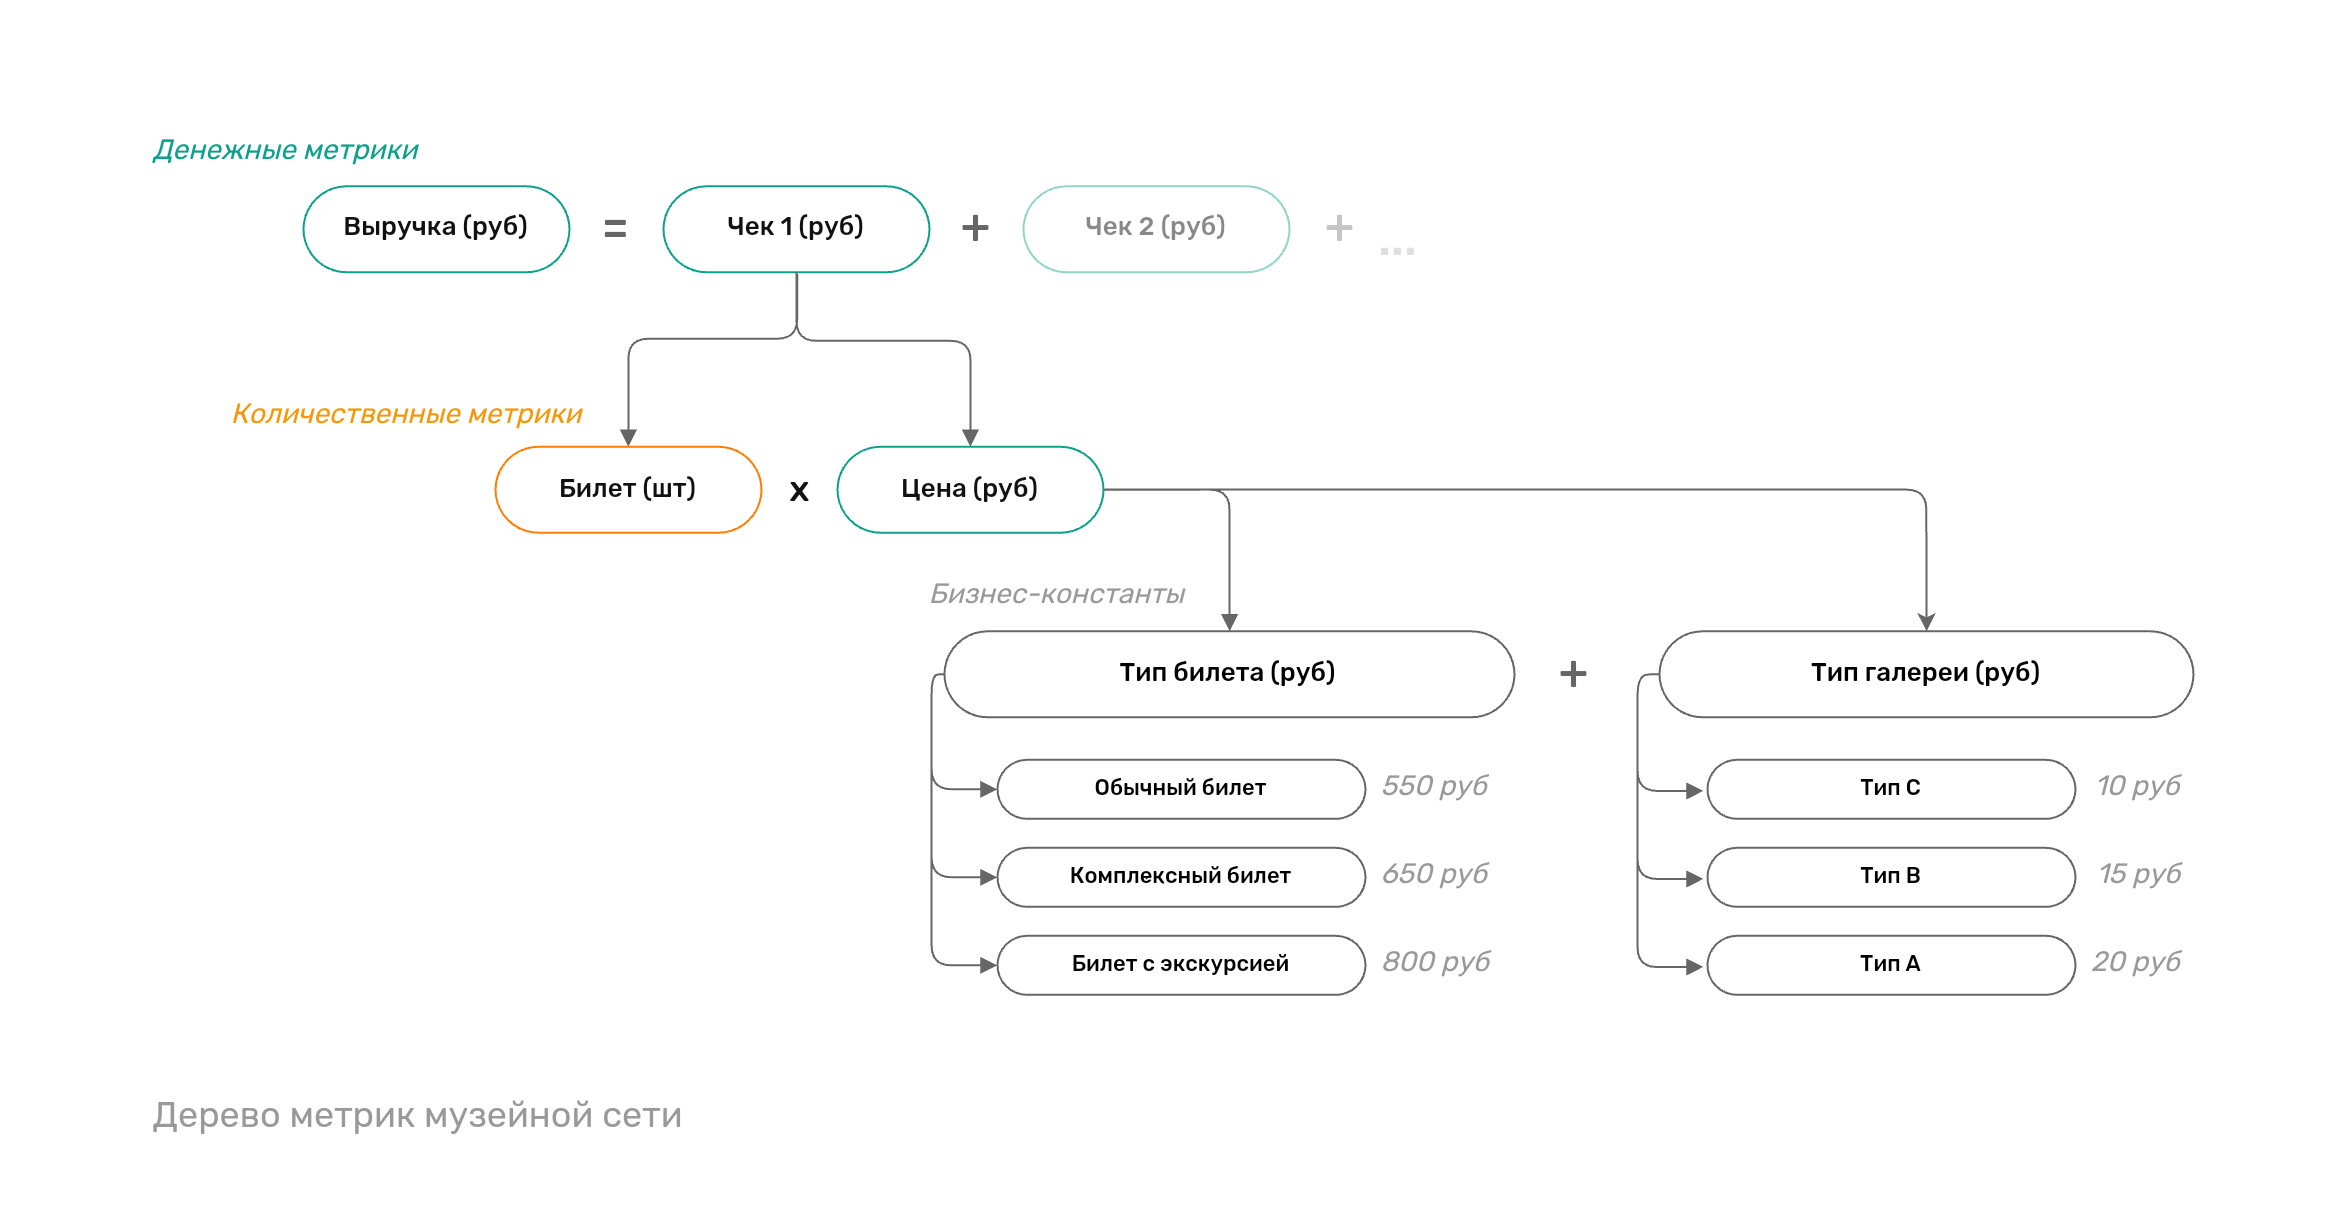 Денежные метрики
Выручка (руб) = Чек 1 (руб) + Чек 2 (руб) + ...
Количественные метрики
Билет (шт) x Цена (руб)
Бизнес-константы
Тип билета (руб) + Тип галереи (руб)
Обычный билет 550 руб Тип C 10 руб
Комплексный билет 650 руб Тип B 15 руб
Билет с экскурсией 800 руб Тип A 20 руб
Дерево метрик музейной сети